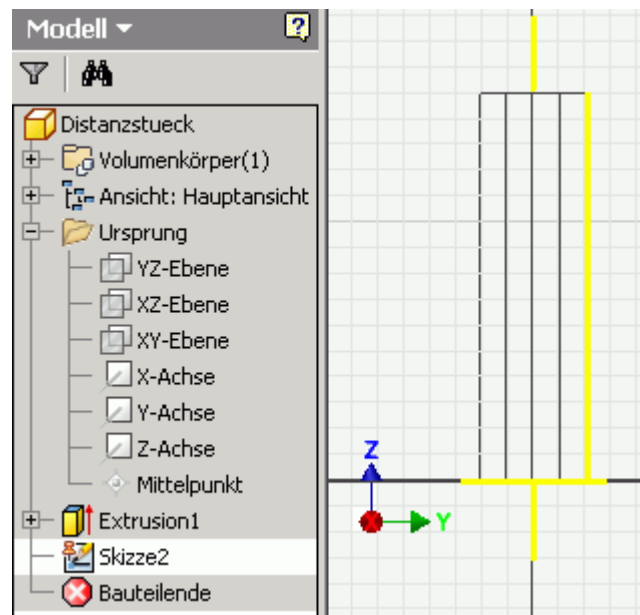 Modell
Distanzstueck
Volumenkörper(1)
Ansicht: Hauptansicht
Ursprung
YZ-Ebene
XZ-Ebene
XY-Ebene
X-Achse
Y-Achse
Z-Achse
Mittelpunkt
Extrusion1
Skizze2
Bauteilende
Z
Y